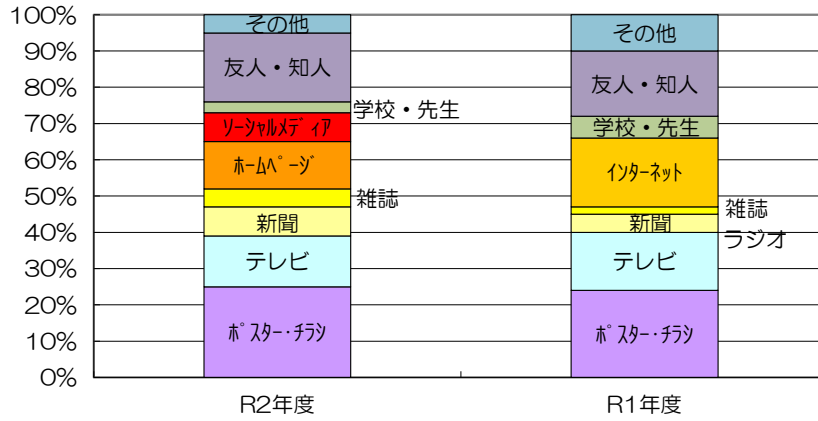 100%
90%
80%
70%
60%
50%
40%
30%
20%
10%
0%
その他
友人・知人
学校・先生
ｿｰｼｬﾙﾒﾃﾞｨｱ
ﾎｰﾑﾍﾟｰｼﾞ
雑誌
新聞
テレビ
ﾎﾟｽﾀｰ･ﾁﾗｼ
R2年度
その他
友人・知人
学校・先生
ｲﾝﾀｰﾈｯﾄ
雑誌
新聞
ラジオ
テレビ
ﾎﾟｽﾀｰ･ﾁﾗｼ
R1年度